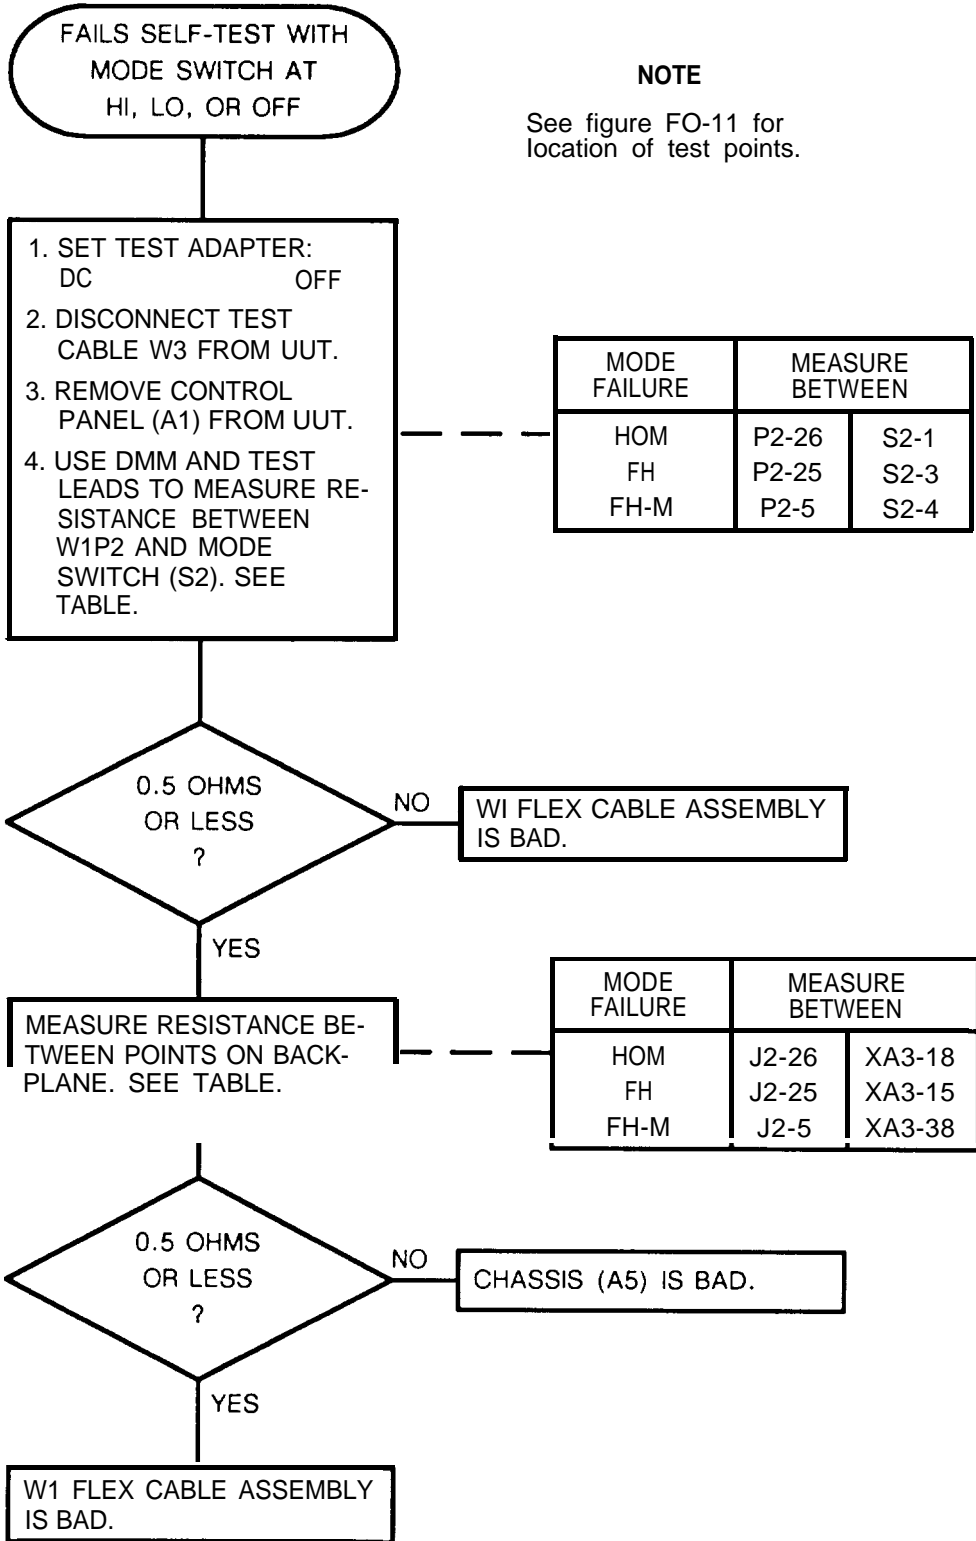 FAILS SELF-TEST WITH
MODE SWITCH AT
HI, LO, OR OFF
NOTE
See figure FO-11 for
location of test points.
1. SET TEST ADAPTER:
DC OFF
2. DISCONNECT TEST
CABLE W3 FROM UUT.
3. REMOVE CONTROL
PANEL (A1) FROM UUT.
4. USE DMM AND TEST
LEADS TO MEASURE RE-
SISTANCE BETWEEN
W1P2 AND MODE
SWITCH (S2). SEE
TABLE.
MODE MEASURE
FAILURE BETWEEN
HOM P2-26 S2-1
FH P2-25 S2-3
FH-M P2-5 S2-4
0.5 OHMS
OR LESS
?
NO
WI FLEX CABLE ASSEMBLY
IS BAD.
YES
MEASURE RESISTANCE BE-
TWEEN POINTS ON BACK-
PLANE. SEE TABLE.
MODE MEASURE
FAILURE BETWEEN
HOM J2-26 XA3-18
FH J2-25 XA3-15
FH-M J2-5 XA3-38
0.5 OHMS
OR LESS
?
NO
CHASSIS (A5) IS BAD.
YES
W1 FLEX CABLE ASSEMBLY
IS BAD.